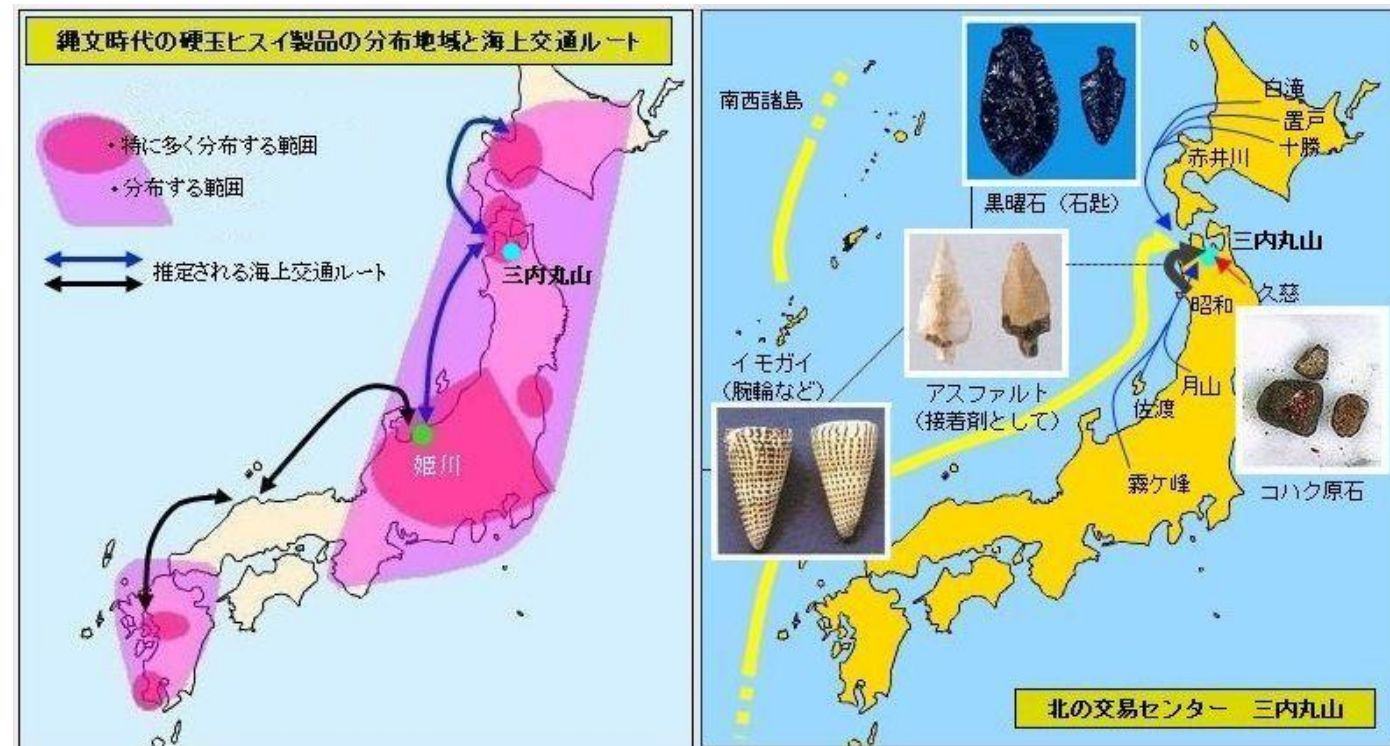 縄文時代の硬玉ヒスイ製品の分布地域と海上交通ルート
・特に多く分布する範囲
・分布する範囲
推定される海上交通ルート
三内丸山
姫川
南西諸島
白滝
置戸
十勝
赤井川
黒曜石（石匙）
三内丸山
久慈
昭和
イモガイ
（腕輪など）
アスファルト
（接着剤として）
月山
佐渡
霧ケ峰
コハク原石
北の交易センター　三内丸山